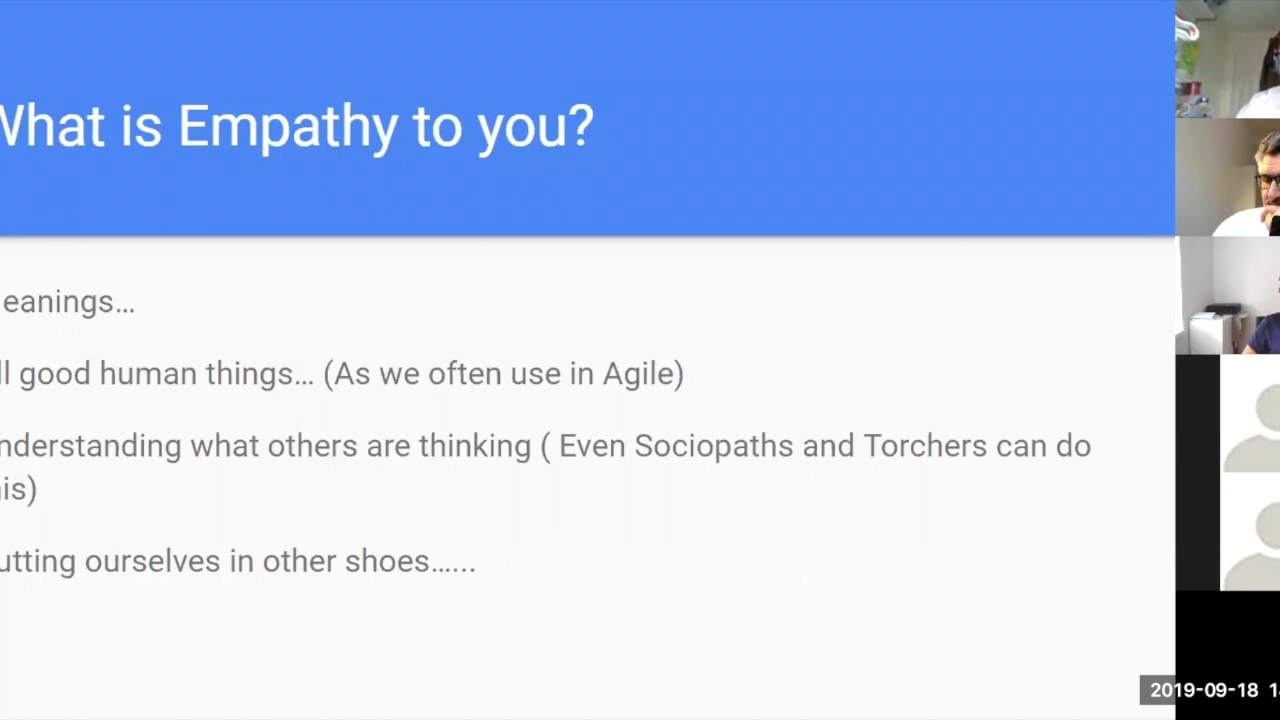 What is Empathy to you?
eanings…
ll good human things… (As we often use in Agile)
nderstanding what others are thinking ( Even Sociopaths and Torchers can do
is)
utting ourselves in other shoes…...
2019-09-18 1